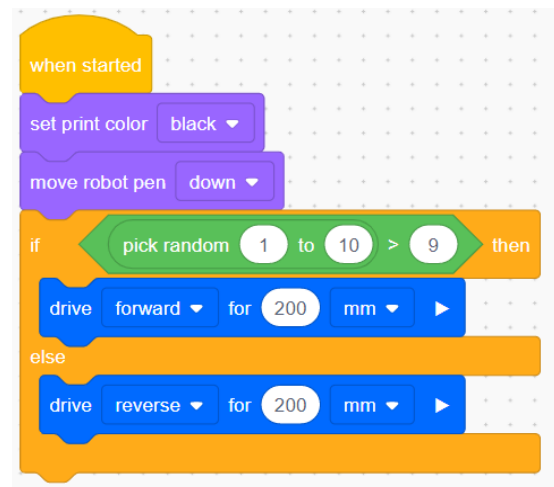 when started
set print color black
move robot pen down
if pick random 1 to 10 > 9 then
drive forward for 200 mm
else
drive reverse for 200 mm